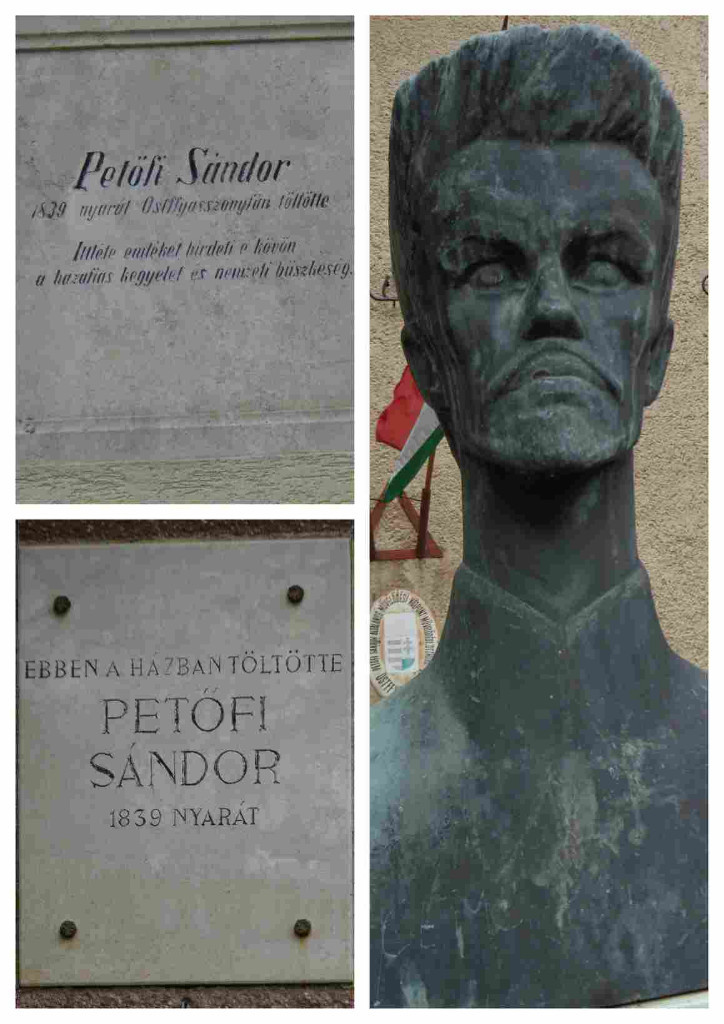 Petőfi Sándor
1839 nyarát Ostffyasszonyfán töltötte
Ittléte emlékét hirdeti e kövön
a hazafias kegyelet és nemzeti büszkeség.
EBBEN A HÁZBAN TÖLTÖTTE
PETŐFI
SÁNDOR
1839 NYARÁT